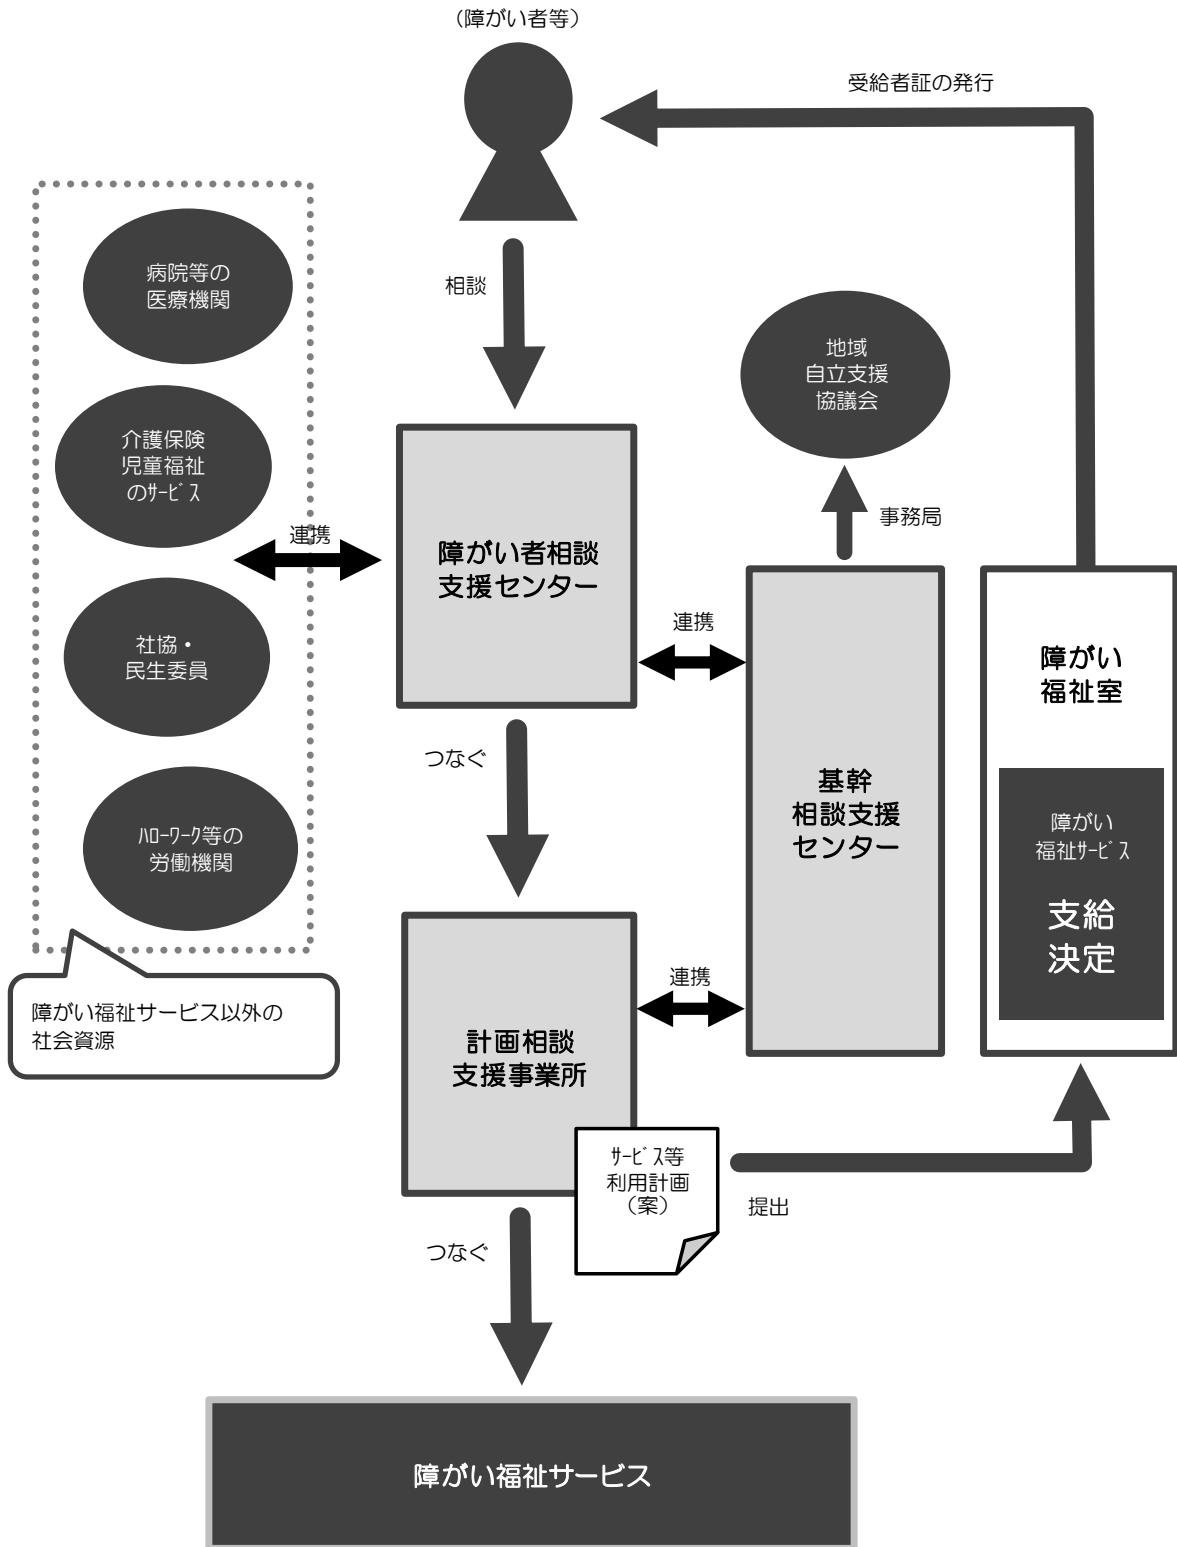 （障がい者等）
受給者証の発行
病院等の
医療機関
相談
地域
自立支援
協議会
介護保険
児童福祉
のｻｰﾋﾞｽ
事務局
連携
障がい者相談
支援センター
連携
社協・
民生委員
障がい
福祉室
つなぐ
基幹
相談支援
センター
ﾊﾛｰﾜｰｸ等の
労働機関
障がい
福祉ｻｰﾋﾞｽ
支給
決定
連携
障がい福祉サービス以外の
社会資源
計画相談
支援事業所
ｻｰﾋﾞｽ等
利用計画
（案）
提出
つなぐ
障がい福祉サービス